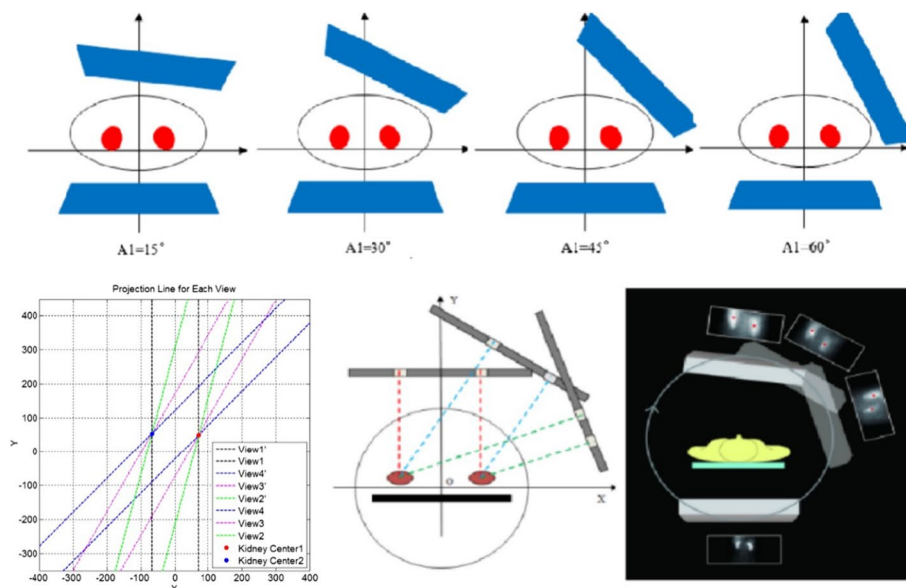 A1=15°
A1=30°
A1=45°
A1=60°
Projection Line for Each View
400
300
200
100
0
-100
-200
-300
Y
-400 -300 -200 -100 0 100 200 300 400
View1'
View1
View4'
View3'
View2'
View4
View3
View2
Kidney Center1
Kidney Center2
Y
O
X